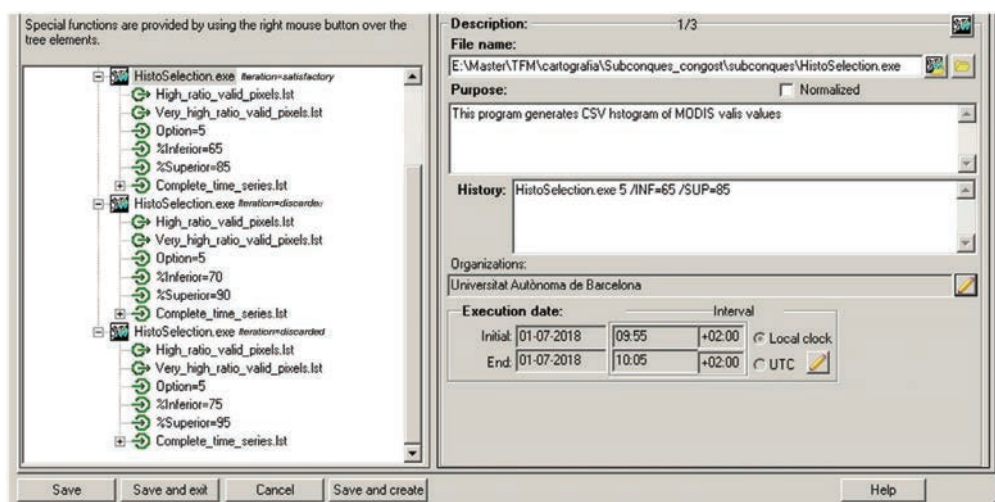 Special functions are provided by using the right mouse button over the
tree elements.
HistoSelection.exe Iteration=satisfactory
High_ratio_valid_pixels.lst
Very_high_ratio_valid_pixels.lst
Option=5
%Inferior=65
%Superior=85
Complete_time_series.lst
HistoSelection.exe Iteration=discarded
High_ratio_valid_pixels.lst
Very_high_ratio_valid_pixels.lst
Option=5
%Inferior=70
%Superior=90
Complete_time_series.lst
HistoSelection.exe Iteration=discarded
High_ratio_valid_pixels.lst
Very_high_ratio_valid_pixels.lst
Option=5
%Inferior=75
%Superior=95
Complete_time_series.lst
Description: 1/3
File name:
E:\Master\TFM\cartografia\Subconques_congost\subconques\HistoSelection.exe
Purpose: Normalized
This program generates CSV hstogram of MODIS valis values
History: HistoSelection.exe 5 /INF=65 /SUP=85
Organizations:
Universitat Autònoma de Barcelona
Execution date: Interval
Initial: 01-07-2018 09:55 +02:00 Local clock
End: 01-07-2018 10:05 +02:00 UTC
Save Save and exit Cancel Save and create Help